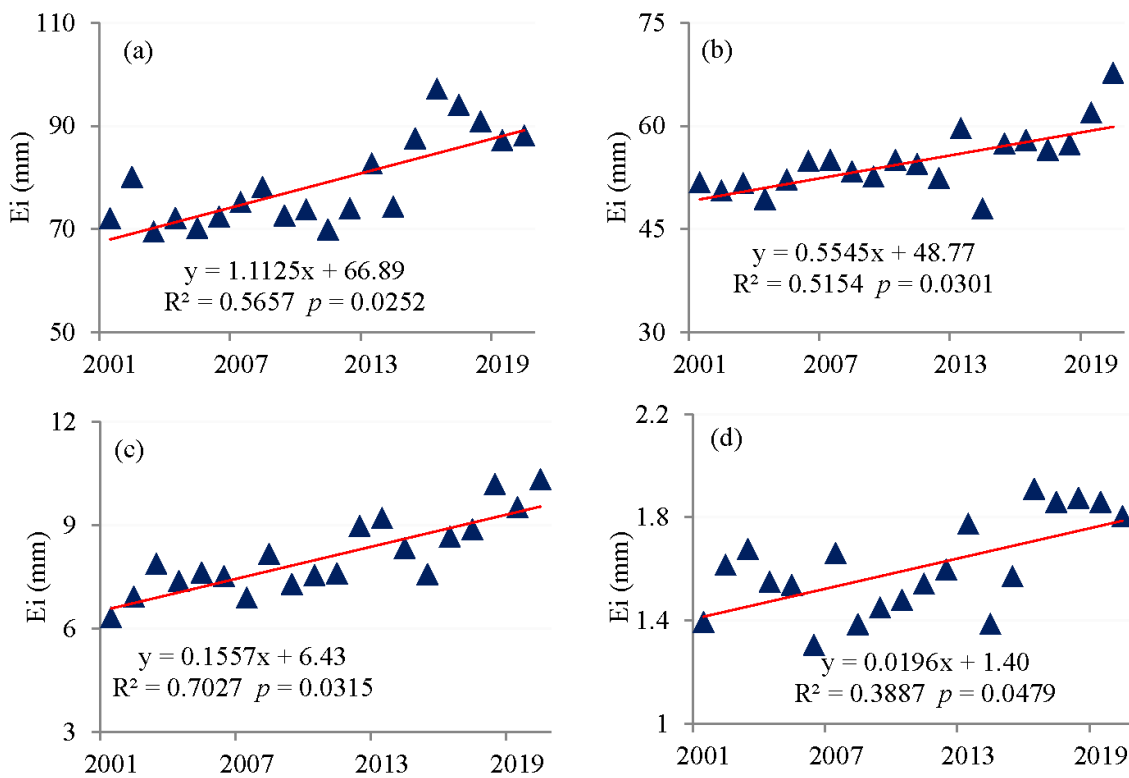 110
(a)
90
Ei (mm)
70
y = 1.1125x + 66.89
R² = 0.5657 p = 0.0252
50
2001 2007 2013 2019
75
(b)
60
Ei (mm)
45
y = 0.5545x + 48.77
R² = 0.5154 p = 0.0301
30
2001 2007 2013 2019
12
(c)
9
Ei (mm)
6
y = 0.1557x + 6.43
R² = 0.7027 p = 0.0315
3
2001 2007 2013 2019
2.2
(d)
1.8
Ei (mm)
1.4
y = 0.0196x + 1.40
R² = 0.3887 p = 0.0479
1
2001 2007 2013 2019